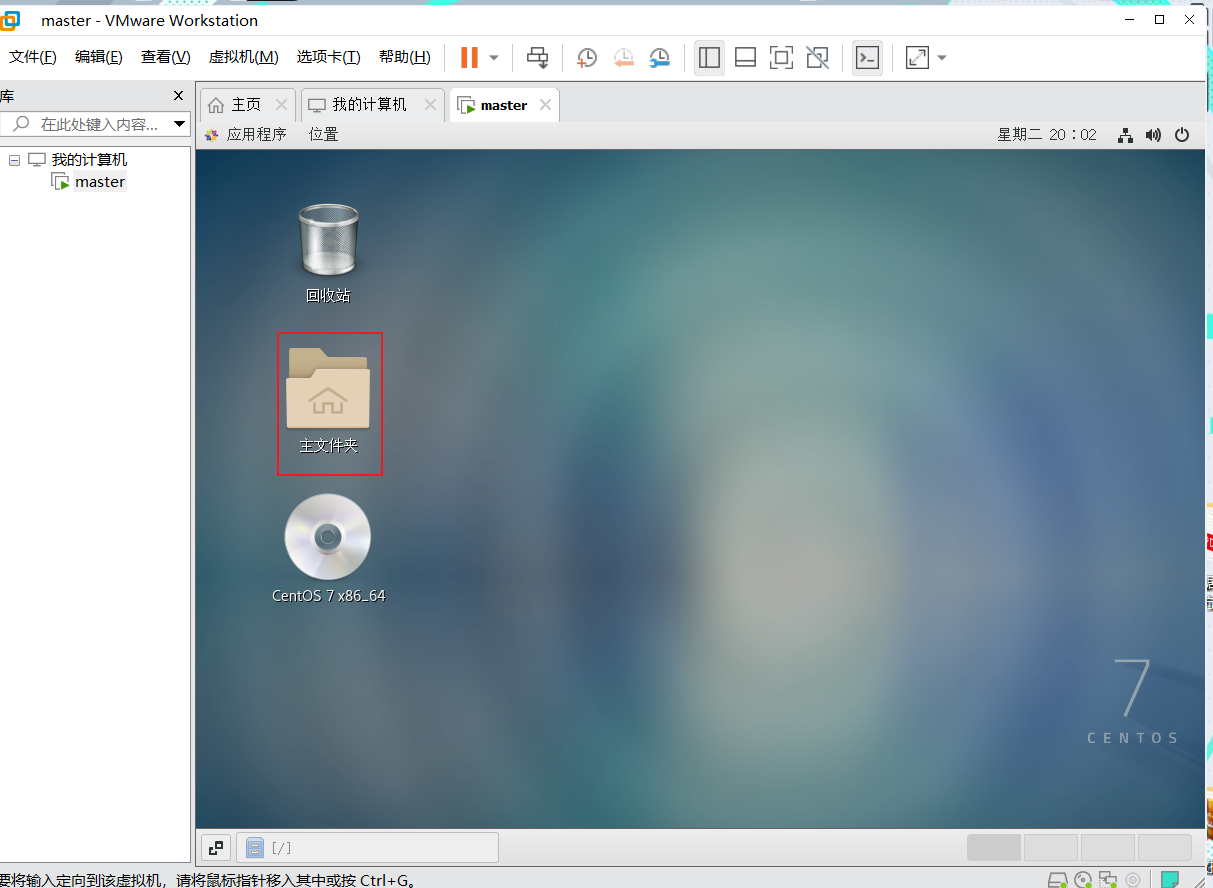 master - VMware Workstation
文件(F) 编辑(E) 查看(V) 虚拟机(M) 选项卡(T) 帮助(H)
库
主页 我的计算机 master
在此处键入内容...
应用程序 位置 星期二 20：02
我的计算机
master
回收站
主文件夹
CentOS 7 x86_64
7
CENTOS
[/]
要将输入定向到该虚拟机，请将鼠标指针移入其中或按 Ctrl+G。